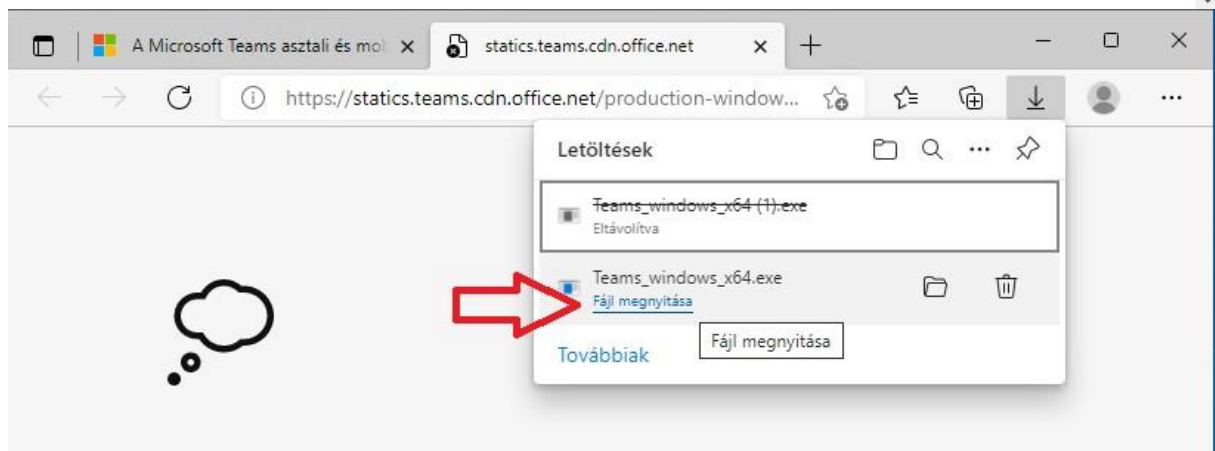 A Microsoft Teams asztali és mo
statics.teams.cdn.office.net
https://statics.teams.cdn.office.net/production-window...
Letöltések
Teams_windows_x64 (1).exe
Eltávolítva
Teams_windows_x64.exe
Fájl megnyitása
Fájl megnyitása
Továbbiak